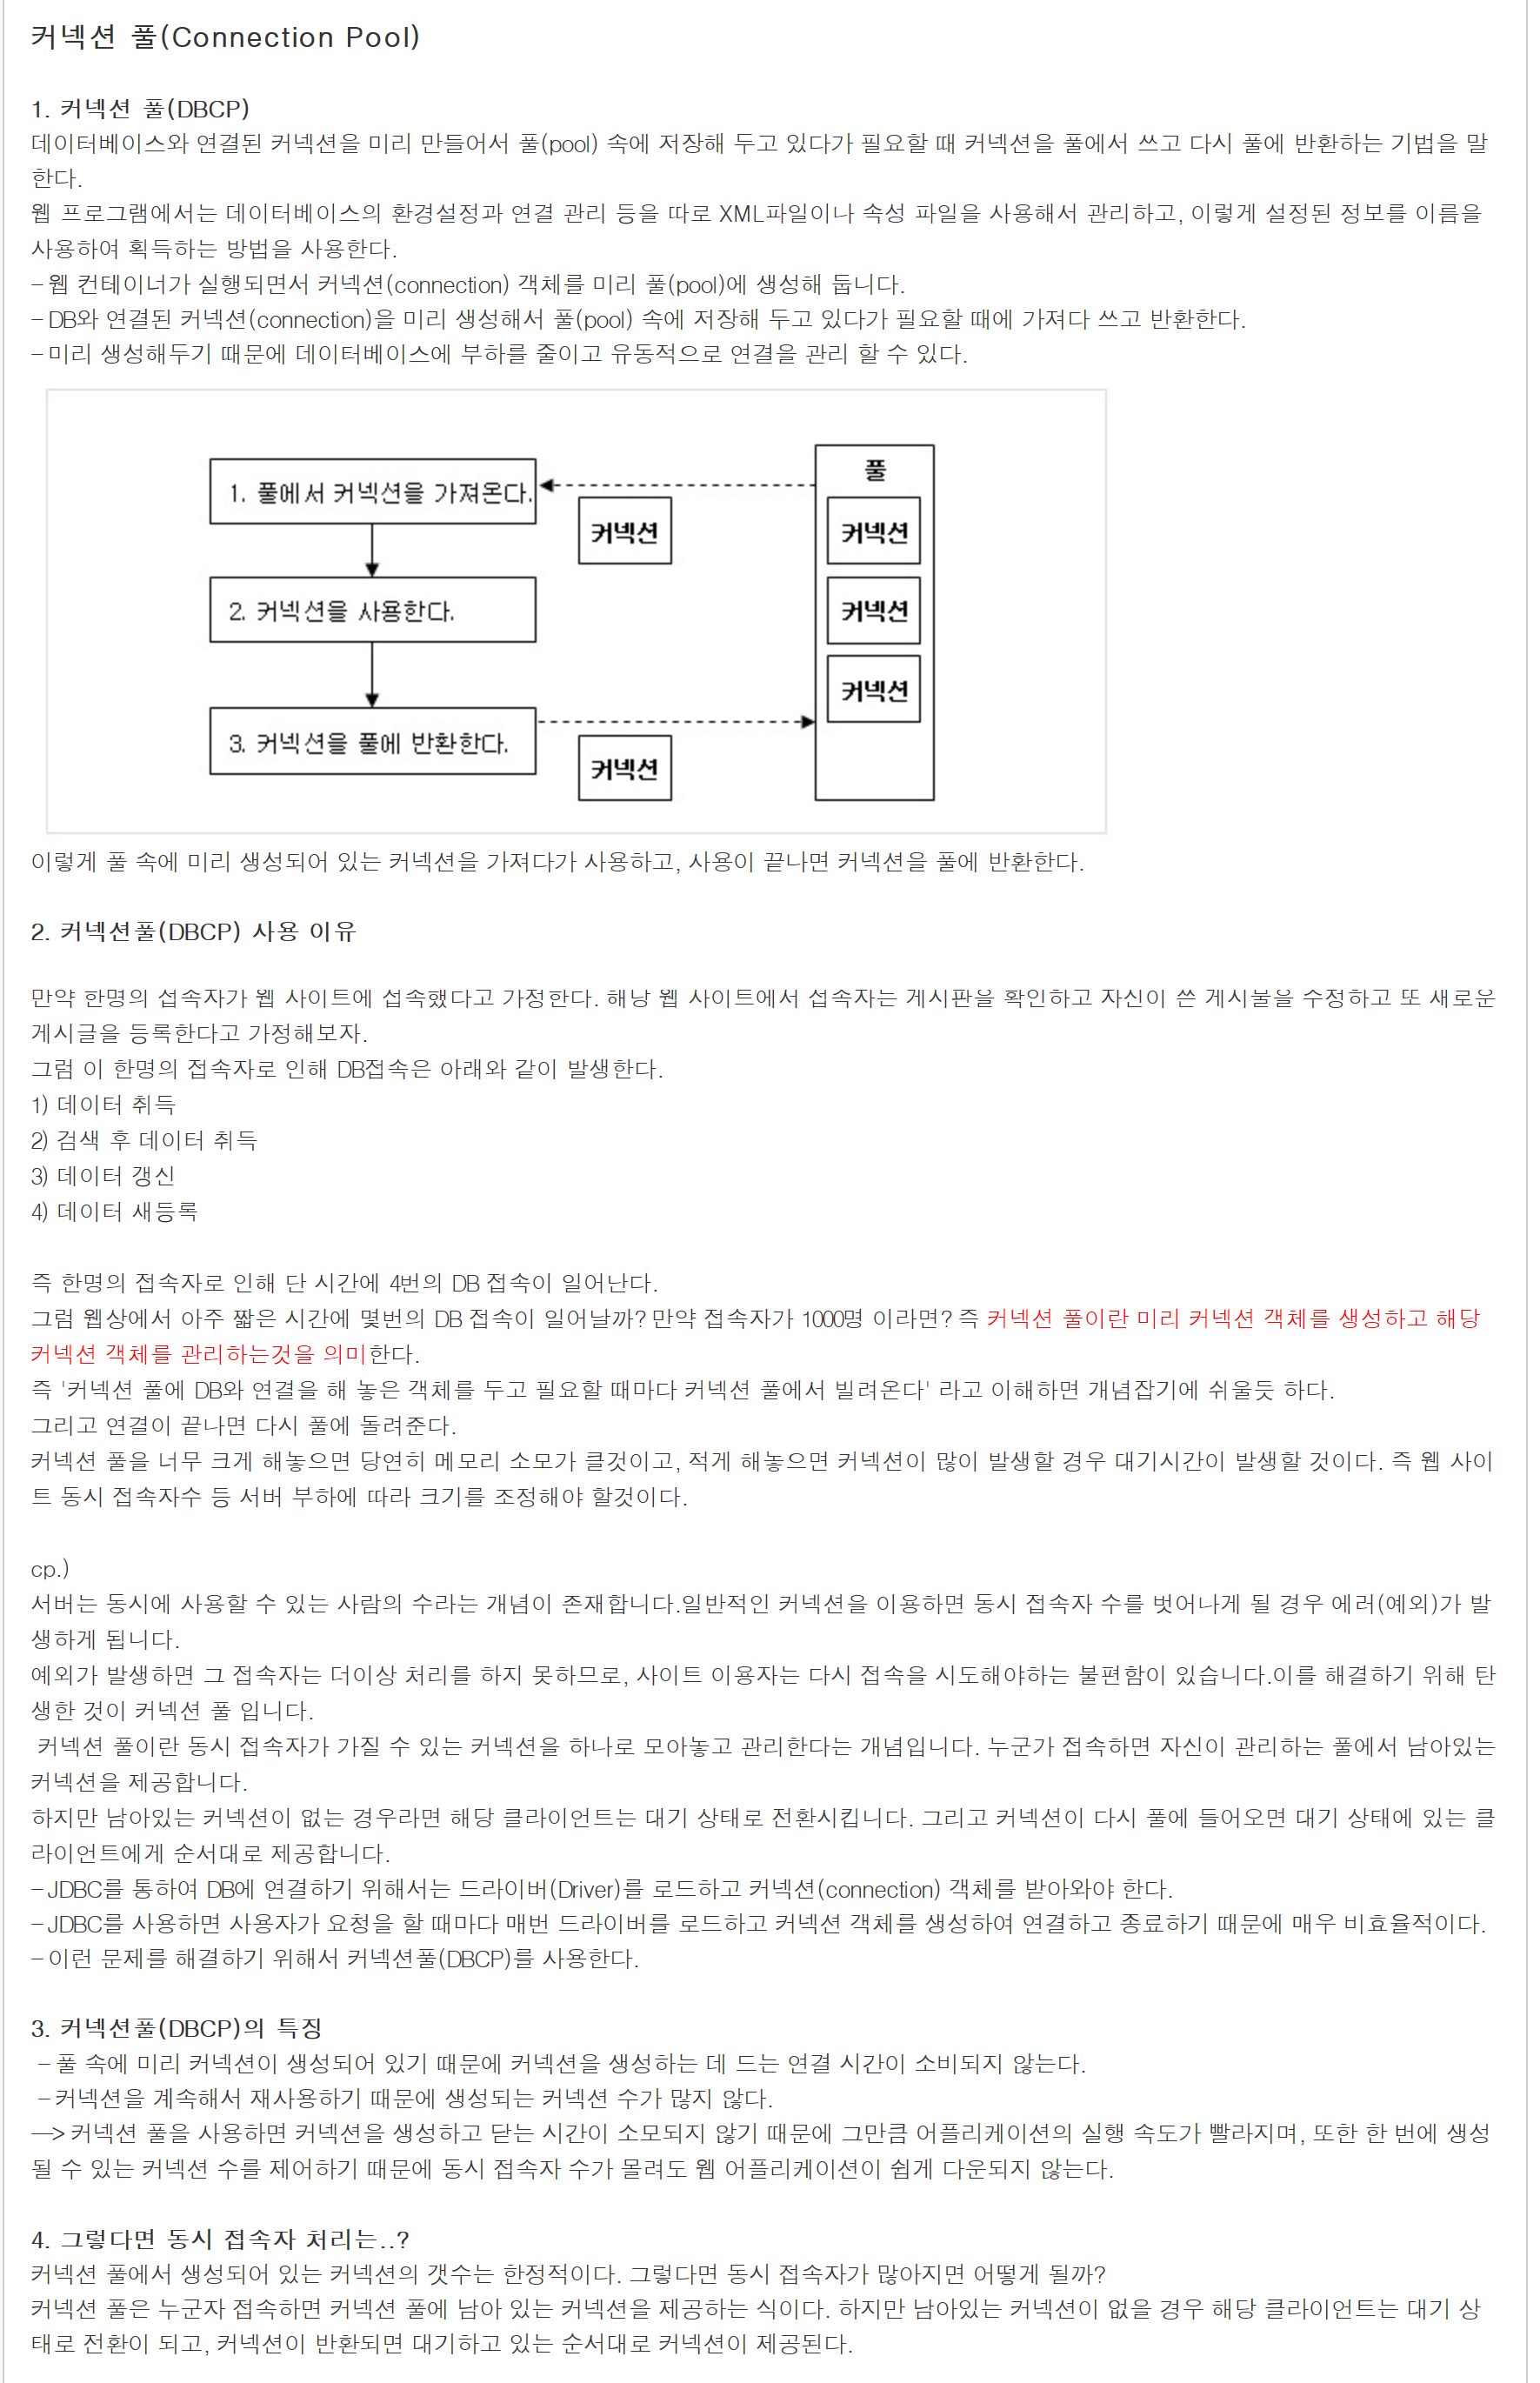 커넥션 풀(Connection Pool)
1. 커넥션 풀(DBCP)
데이터베이스와 연결된 커넥션을 미리 만들어서 풀(pool) 속에 저장해 두고 있다가 필요할 때 커넥션을 풀에서 쓰고 다시 풀에 반환하는 기법을 말
한다.
웹 프로그램에서는 데이터베이스의 환경설정과 연결 관리 등을 따로 XML파일이나 속성 파일을 사용해서 관리하고, 이렇게 설정된 정보를 이름을
사용하여 획득하는 방법을 사용한다.
- 웹 컨테이너가 실행되면서 커넥션(connection) 객체를 미리 풀(pool)에 생성해 둡니다.
- DB와 연결된 커넥션(connection)을 미리 생성해서 풀(pool) 속에 저장해 두고 있다가 필요할 때에 가져다 쓰고 반환한다.
- 미리 생성해두기 때문에 데이터베이스에 부하를 줄이고 유동적으로 연결을 관리 할 수 있다.
1. 풀에서 커넥션을 가져온다.
커넥션
2. 커넥션을 사용한다.
3. 커넥션을 풀에 반환한다.
커넥션
풀
커넥션
커넥션
커넥션
이렇게 풀 속에 미리 생성되어 있는 커넥션을 가져다가 사용하고, 사용이 끝나면 커넥션을 풀에 반환한다.
2. 커넥션풀(DBCP) 사용 이유
만약 한명의 접속자가 웹 사이트에 접속했다고 가정한다. 해당 웹 사이트에서 접속자는 게시판을 확인하고 자신이 쓴 게시물을 수정하고 또 새로운
게시글을 등록한다고 가정해보자.
그럼 이 한명의 접속자로 인해 DB접속은 아래와 같이 발생한다.
1) 데이터 취득
2) 검색 후 데이터 취득
3) 데이터 갱신
4) 데이터 새등록
즉 한명의 접속자로 인해 단 시간에 4번의 DB 접속이 일어난다.
그럼 웹상에서 아주 짧은 시간에 몇번의 DB 접속이 일어날까? 만약 접속자가 1000명 이라면? 즉 커넥션 풀이란 미리 커넥션 객체를 생성하고 해당
커넥션 객체를 관리하는것을 의미한다.
즉 '커넥션 풀에 DB와 연결을 해 놓은 객체를 두고 필요할 때마다 커넥션 풀에서 빌려온다' 라고 이해하면 개념잡기에 쉬울듯 하다.
그리고 연결이 끝나면 다시 풀에 돌려준다.
커넥션 풀을 너무 크게 해놓으면 당연히 메모리 소모가 클것이고, 적게 해놓으면 커넥션이 많이 발생할 경우 대기시간이 발생할 것이다. 즉 웹 사이
트 동시 접속자수 등 서버 부하에 따라 크기를 조정해야 할것이다.
cp.)
서버는 동시에 사용할 수 있는 사람의 수라는 개념이 존재합니다.일반적인 커넥션을 이용하면 동시 접속자 수를 벗어나게 될 경우 에러(예외)가 발
생하게 됩니다.
예외가 발생하면 그 접속자는 더이상 처리를 하지 못하므로, 사이트 이용자는 다시 접속을 시도해야하는 불편함이 있습니다.이를 해결하기 위해 탄
생한 것이 커넥션 풀 입니다.
커넥션 풀이란 동시 접속자가 가질 수 있는 커넥션을 하나로 모아놓고 관리한다는 개념입니다. 누군가 접속하면 자신이 관리하는 풀에서 남아있는
커넥션을 제공합니다.
하지만 남아있는 커넥션이 없는 경우라면 해당 클라이언트는 대기 상태로 전환시킵니다. 그리고 커넥션이 다시 풀에 들어오면 대기 상태에 있는 클
라이언트에게 순서대로 제공합니다.
- JDBC를 통하여 DB에 연결하기 위해서는 드라이버(Driver)를 로드하고 커넥션(connection) 객체를 받아와야 한다.
- JDBC를 사용하면 사용자가 요청을 할 때마다 매번 드라이버를 로드하고 커넥션 객체를 생성하여 연결하고 종료하기 때문에 매우 비효율적이다.
- 이런 문제를 해결하기 위해서 커넥션풀(DBCP)를 사용한다.
3. 커넥션풀(DBCP)의 특징
- 풀 속에 미리 커넥션이 생성되어 있기 때문에 커넥션을 생성하는 데 드는 연결 시간이 소비되지 않는다.
- 커넥션을 계속해서 재사용하기 때문에 생성되는 커넥션 수가 많지 않다.
—> 커넥션 풀을 사용하면 커넥션을 생성하고 닫는 시간이 소모되지 않기 때문에 그만큼 어플리케이션의 실행 속도가 빨라지며, 또한 한 번에 생성
될 수 있는 커넥션 수를 제어하기 때문에 동시 접속자 수가 몰려도 웹 어플리케이션이 쉽게 다운되지 않는다.
4. 그렇다면 동시 접속자 처리는..?
커넥션 풀에서 생성되어 있는 커넥션의 갯수는 한정적이다. 그렇다면 동시 접속자가 많아지면 어떻게 될까?
커넥션 풀은 누군자 접속하면 커넥션 풀에 남아 있는 커넥션을 제공하는 식이다. 하지만 남아있는 커넥션이 없을 경우 해당 클라이언트는 대기 상
태로 전환이 되고, 커넥션이 반환되면 대기하고 있는 순서대로 커넥션이 제공된다.